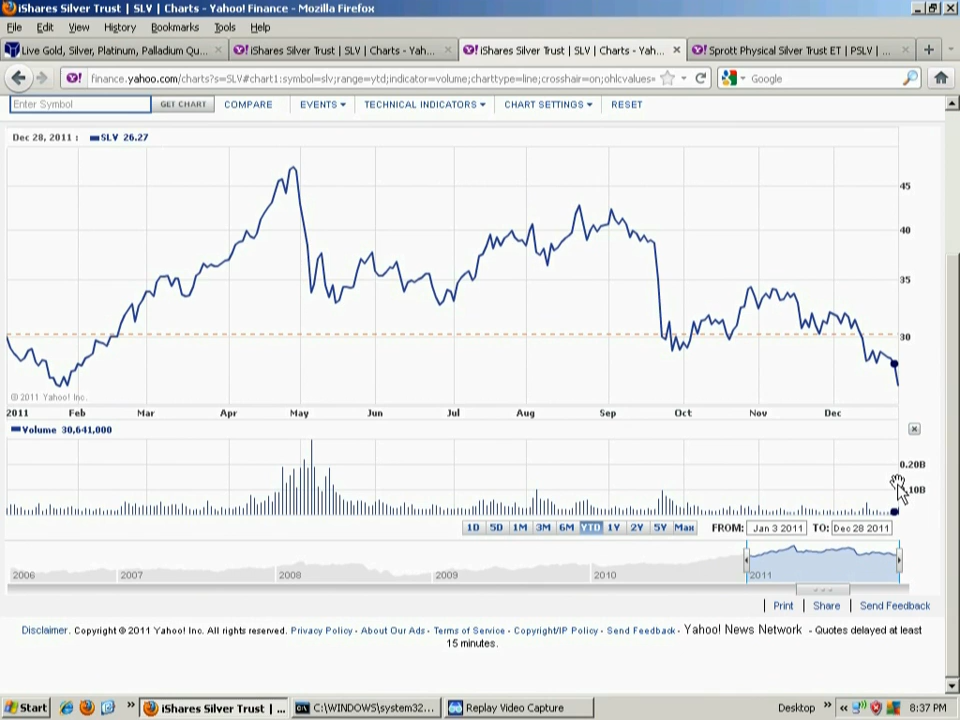 iShares Silver Trust | SLV | Charts - Yahoo! Finance - Mozilla Firefox
File Edit View History Bookmarks Tools Help
Live Gold, Silver, Platinum, Palladium Qu... iShares Silver Trust | SLV | Charts - Yah... iShares Silver Trust | SLV | Charts - Yah... Sprott Physical Silver Trust ET | PSLV | ...
finance.yahoo.com/charts?s=SLV#chart1:symbol=slv;range=ytd;indicator=volume;charttype=line;crosshair=on;ohlcvalues= Google
Enter Symbol GET CHART COMPARE EVENTS TECHNICAL INDICATORS CHART SETTINGS RESET
Dec 28, 2011 : SLV 26.27
45
40
35
30
© 2011 Yahoo! Inc.
2011 Feb Mar Apr May Jun Jul Aug Sep Oct Nov Dec
Volume 30,641,000
0.20B
10B
1D 5D 1M 3M 6M YTD 1Y 2Y 5Y Max FROM: Jan 3 2011 TO: Dec 28 2011
2006 2007 2008 2009 2010 2011
Print | Share | Send Feedback
Disclaimer. Copyright © 2011 Yahoo! Inc. All rights reserved. Privacy Policy - About Our Ads - Terms of Service - Copyright/IP Policy - Send Feedback - Yahoo! News Network - Quotes delayed at least
15 minutes.
Start » iShares Silver Trust | ... C:\WINDOWS\system32... Replay Video Capture Desktop » « 8:37 PM